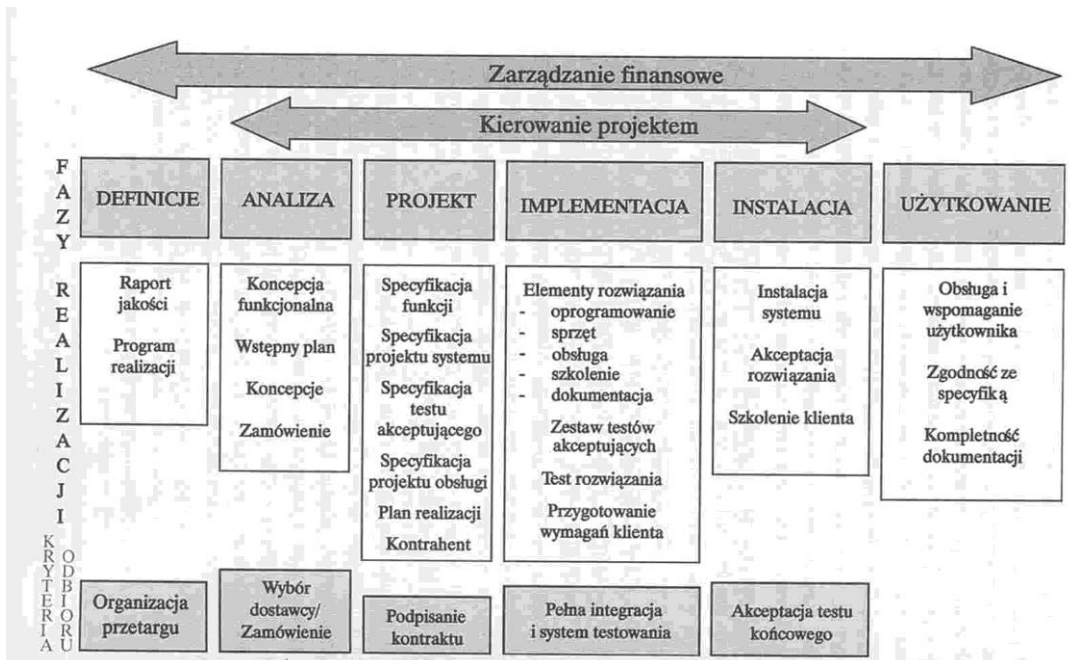 Zarządzanie finansowe
Kierowanie projektem
FAZY REALIZACJI
DEFINICJE
ANALIZA
PROJEKT
IMPLEMENTACJA
INSTALACJA
UŻYTKOWANIE
Raport
jakości
Program
realizacji
Koncepcja
funkcjonalna
Wstępny plan
Koncepcje
Zamówienie
Specyfikacja
funkcji
Specyfikacja
projektu systemu
Specyfikacja
testu
akceptującego
Specyfikacja
projektu obsługi
Plan realizacji
Kontrahent
Elementy rozwiązania
- oprogramowanie
- sprzęt
- obsługa
- szkolenie
- dokumentacja
Zestaw testów
akceptujących
Test rozwiązania
Przygotowanie
wymagań klienta
Instalacja
systemu
Akceptacja
rozwiązania
Szkolenie klienta
Obsługa i
wspomaganie
użytkownika
Zgodność ze
specyfiką
Kompletność
dokumentacji
KRYTERIA
ODBIORU
Organizacja
przetargu
Wybór
dostawcy/
Zamówienie
Podpisanie
kontraktu
Pełna integracja
i system testowania
Akceptacja testu
końcowego